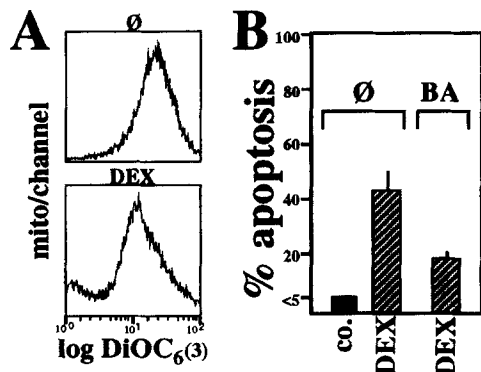 A
Ø
DEX
mito/channel
10⁰ 10¹ 10²
log DiOC₆(3)
B
% apoptosis
100
80
60
40
20
<5
Ø
BA
co.
DEX
DEX